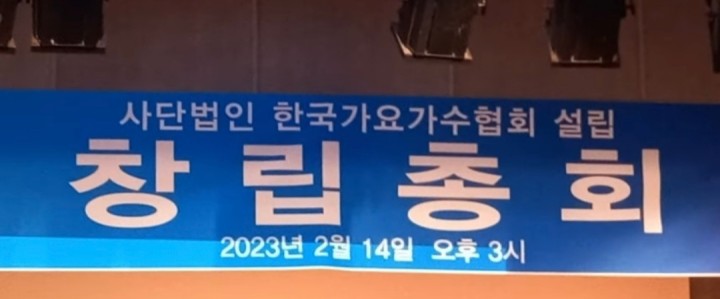 사단법인 한국가요가수협회 설립
창립총회
2023년 2월 14일 오후 3시